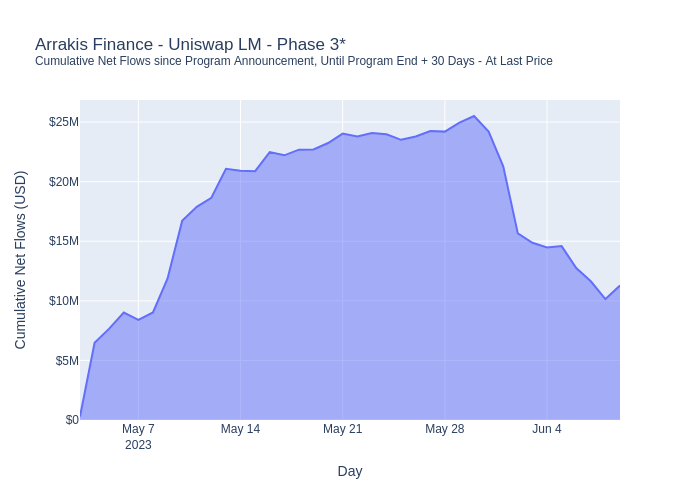 Arrakis Finance - Uniswap LM - Phase 3*
Cumulative Net Flows since Program Announcement, Until Program End + 30 Days - At Last Price
Cumulative Net Flows (USD)
$25M
$20M
$15M
$10M
$5M
$0
May 7
2023
May 14
May 21
May 28
Jun 4
Day